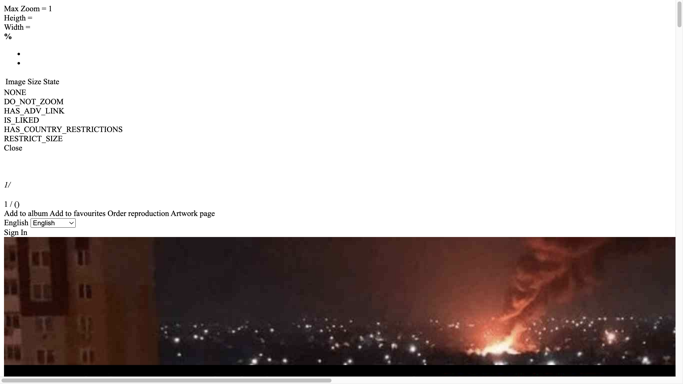 Max Zoom = 1
Heigth =
Width =
%
Image Size State
NONE
DO_NOT_ZOOM
HAS_ADV_LINK
IS_LIKED
HAS_COUNTRY_RESTRICTIONS
RESTRICT_SIZE
Close
1/
1 / ()
Add to album Add to favourites Order reproduction Artwork page
English English
Sign In